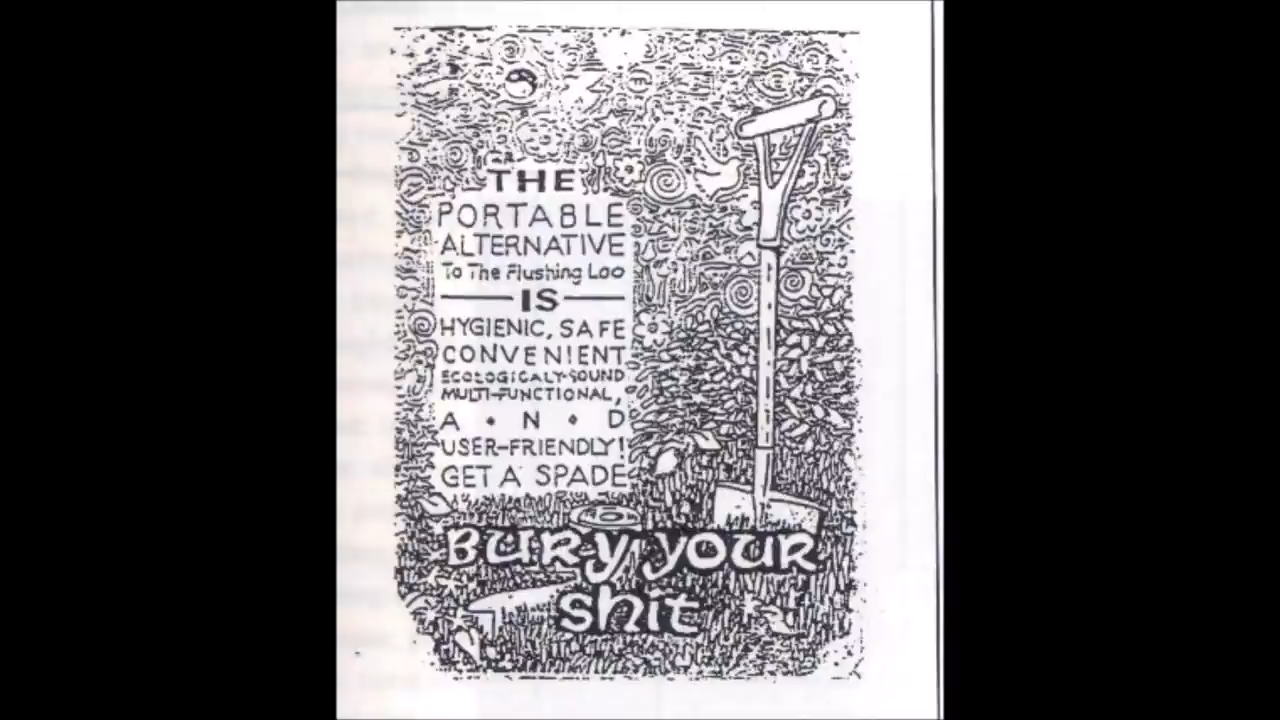 THE
PORTABLE
ALTERNATIVE
To The Flushing Loo
IS
HYGIENIC, SAFE
CONVENIENT
ECOLOGICALY-SOUND
MULTI-FUNCTIONAL,
A • N • D
USER-FRIENDLY!
GET A SPADE
BURY YOUR
shit